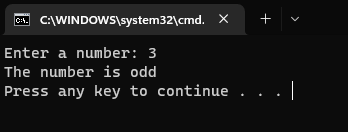 C:\WINDOWS\system32\cmd.
Enter a number: 3
The number is odd
Press any key to continue . . .